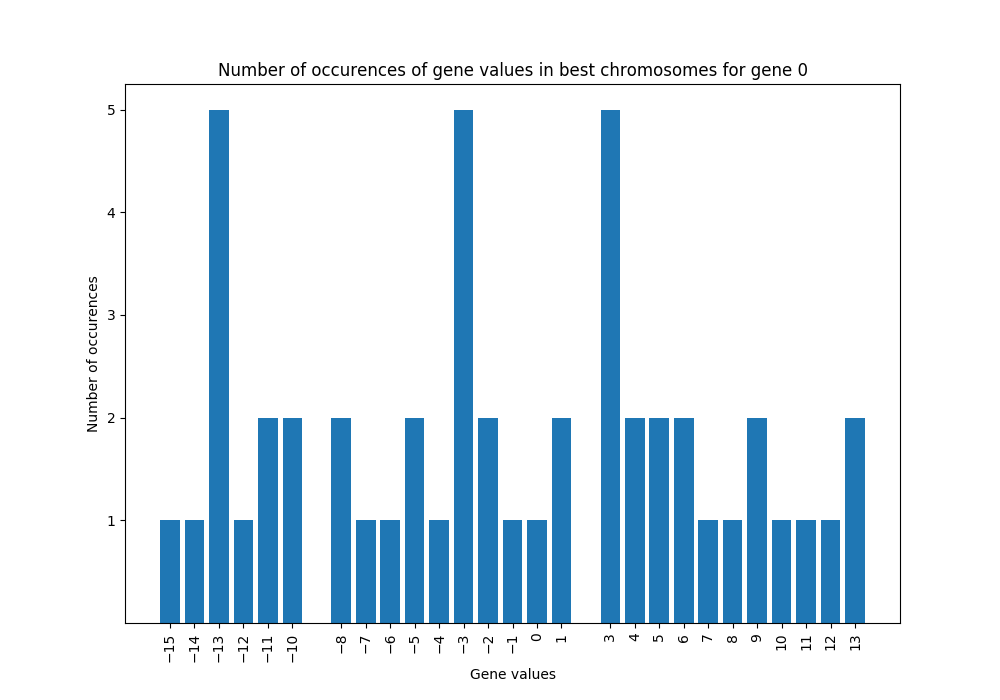 Number of occurences of gene values in best chromosomes for gene 0
5
4
3
2
1
Number of occurences
−15 −14 −13 −12 −11 −10 −8 −7 −6 −5 −4 −3 −2 −1 0 1 3 4 5 6 7 8 9 10 11 12 13
Gene values